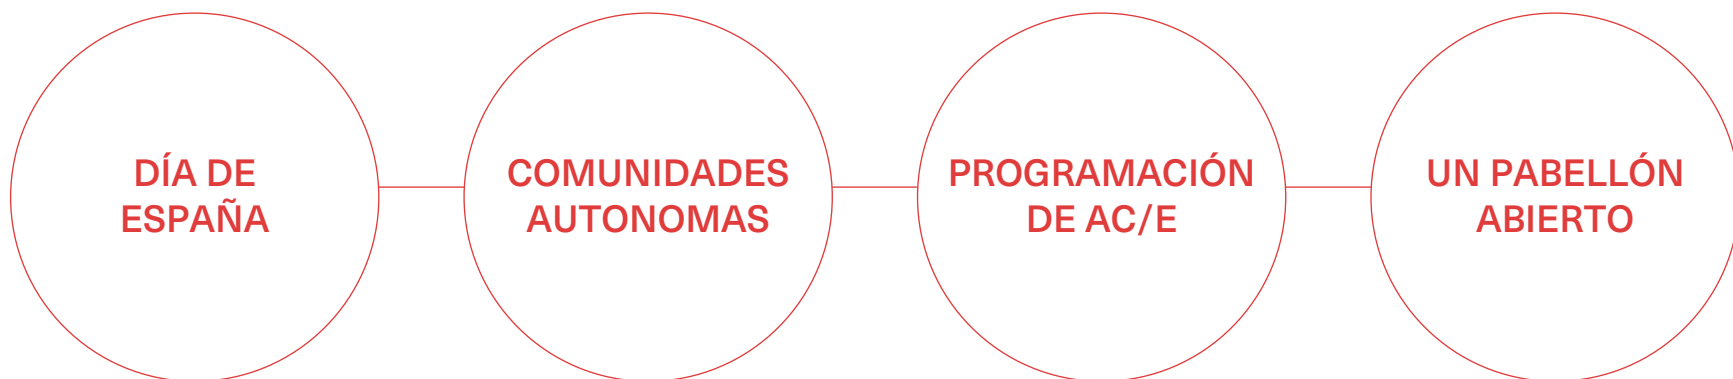 DÍA DE
ESPAÑA
COMUNIDADES
AUTONOMAS
PROGRAMACIÓN
DE AC/E
UN PABELLÓN
ABIERTO